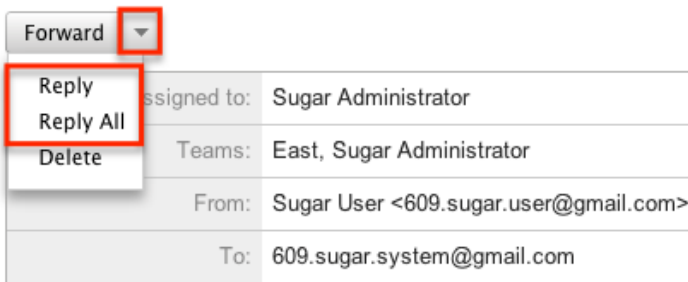 Forward
Reply
Reply All
Delete
ssigned to: Sugar Administrator
Teams: East, Sugar Administrator
From: Sugar User <609.sugar.user@gmail.com>
To: 609.sugar.system@gmail.com